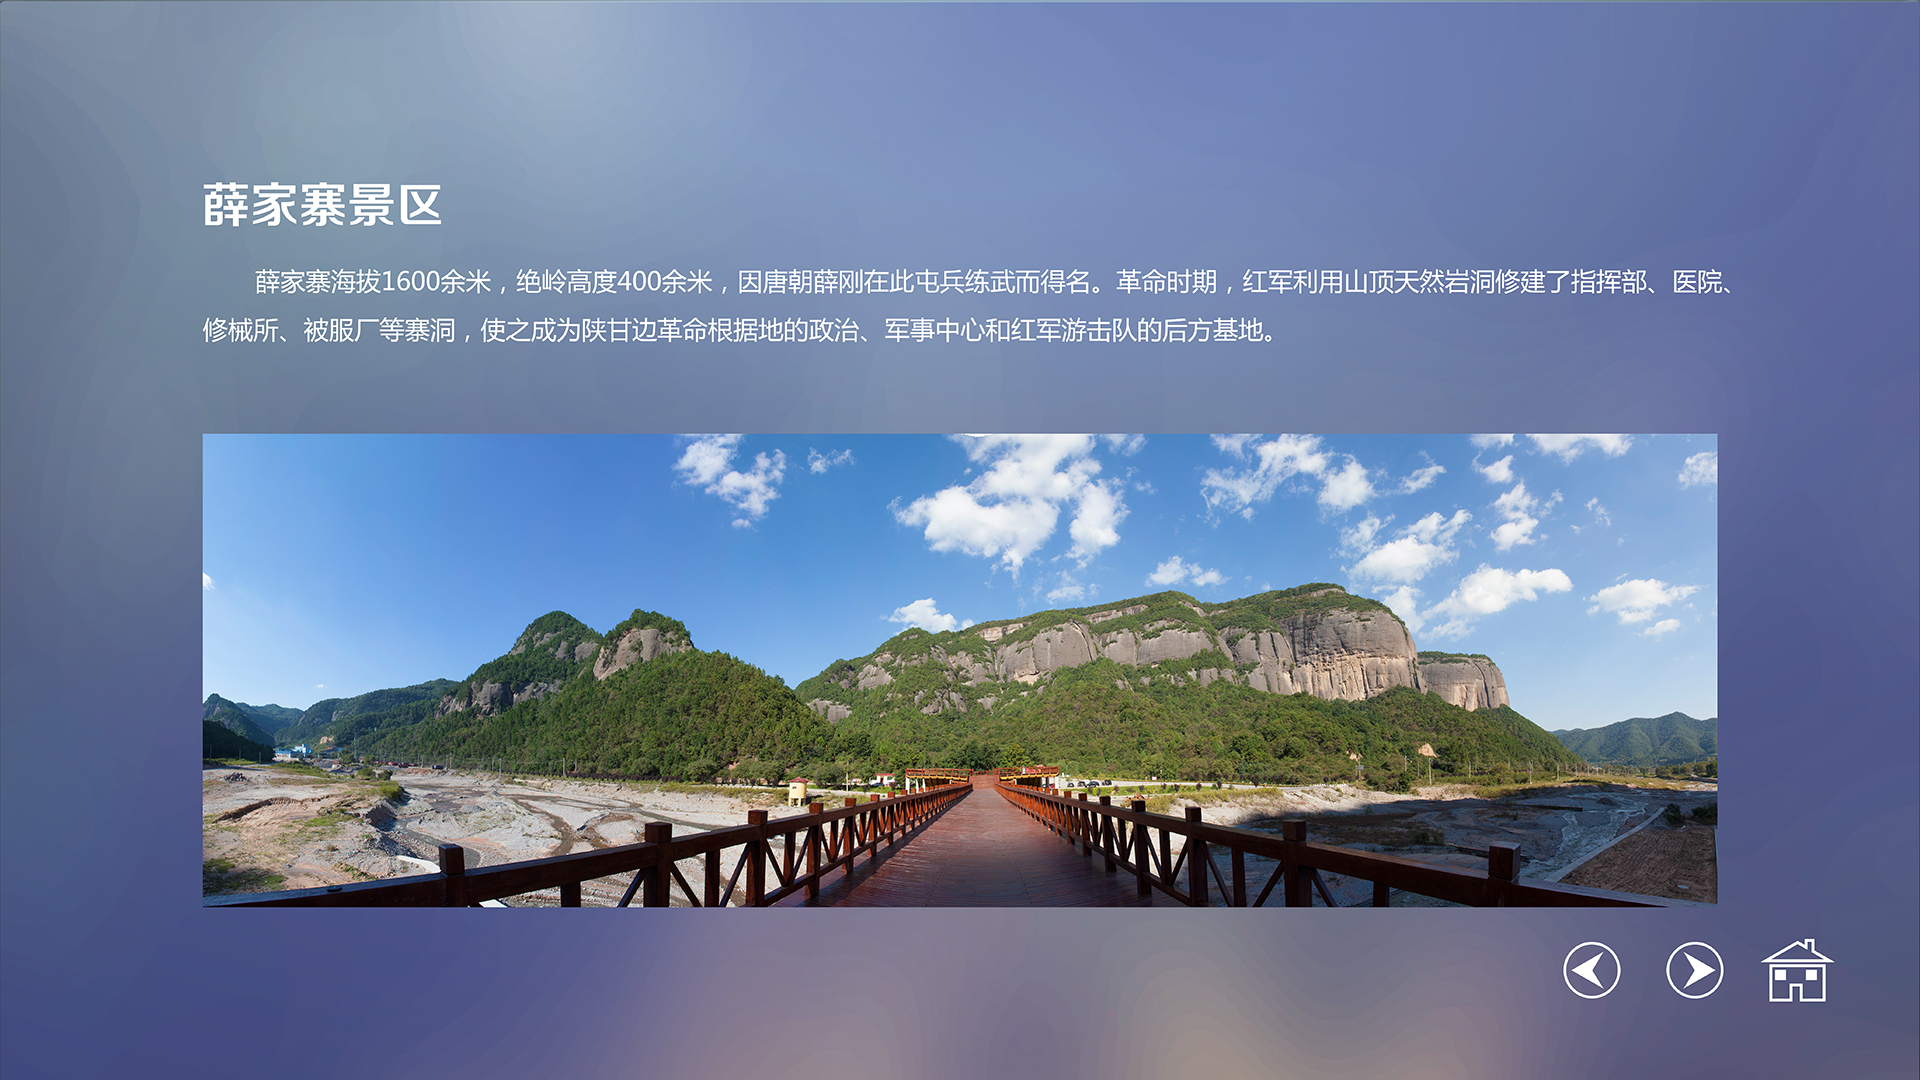 薛家寨景区
薛家寨海拔1600余米，绝岭高度400余米，因唐朝薛刚在此屯兵练武而得名。革命时期，红军利用山顶天然岩洞修建了指挥部、医院、
修械所、被服厂等寨洞，使之成为陕甘边革命根据地的政治、军事中心和红军游击队的后方基地。